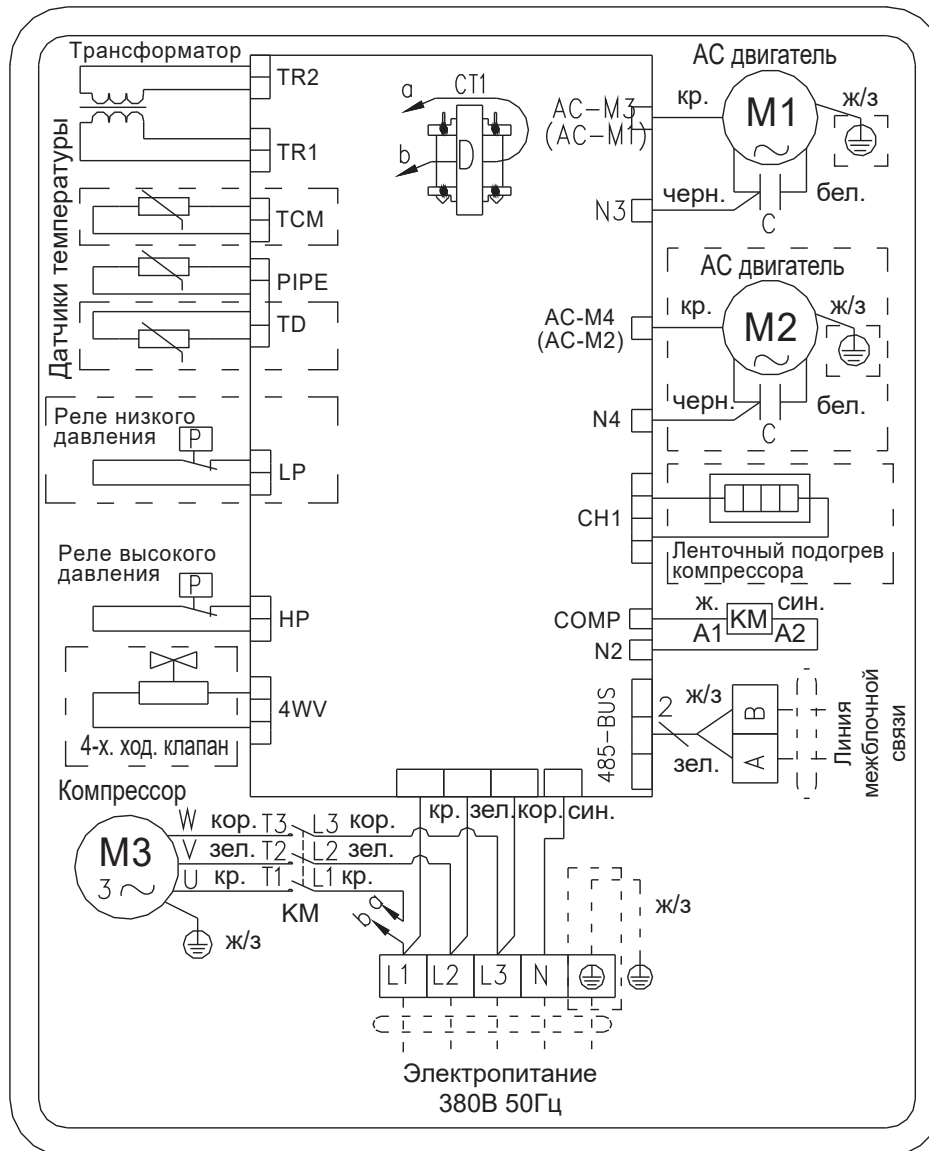 Трансформатор
TR2
TR1
Датчики температуры
TCM
PIPE
TD
Реле низкого
давления
P
LP
Реле высокого
давления
P
HP
4WV
4-х. ход. клапан
a
CT1
b
D
AC-M3
(AC-M1)
N3
AC-M4
(AC-M2)
N4
CH1
COMP
N2
485-BUS
АС двигатель
кр.
M1
ж/з
черн.
бел.
C
АС двигатель
кр.
M2
ж/з
черн.
бел.
C
Ленточный подогрев
компрессора
ж.
KM
син.
A1
A2
2
ж/з
зел.
B
A
Линия
межблочной
связи
Компрессор
M3
3
W кор. T3 L3 кор.
V зел. T2 L2 зел.
U кр. T1 L1 кр.
KM
ж/з
a
b
кр. зел. кор. син.
ж/з
L1 L2 L3 N
Электропитание
380В 50Гц